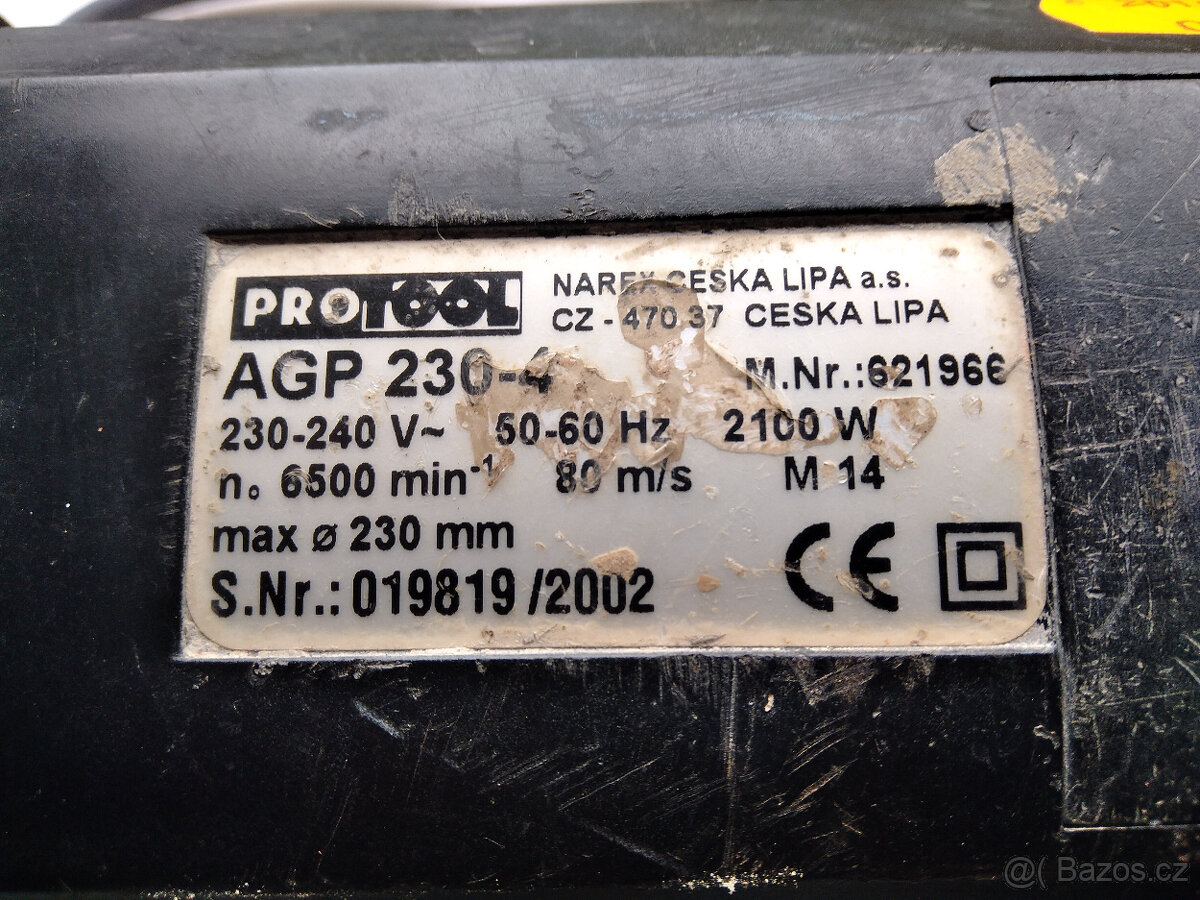 PROTOOL
NAREX CESKA LIPA a.s.
CZ - 470 37 CESKA LIPA
AGP 230-4
M.Nr.:621966
230-240 V~ 50-60 Hz 2100 W
n₀ 6500 min⁻¹ 80 m/s M 14
max ø 230 mm
S.Nr.: 019819 /2002
CE
@( Bazos.cz